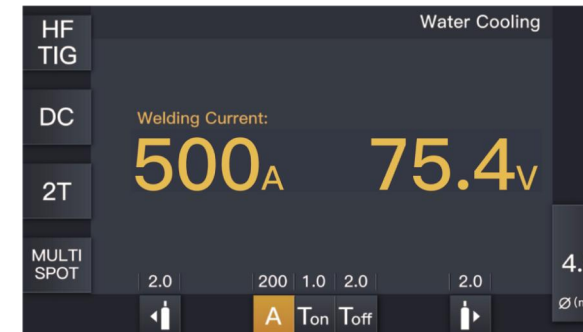 HF
TIG
Water Cooling
DC
Welding Current:
500A
75.4V
2T
MULTI
SPOT
2.0
200
1.0
2.0
2.0
4.
A
Ton
Toff
Ø(m